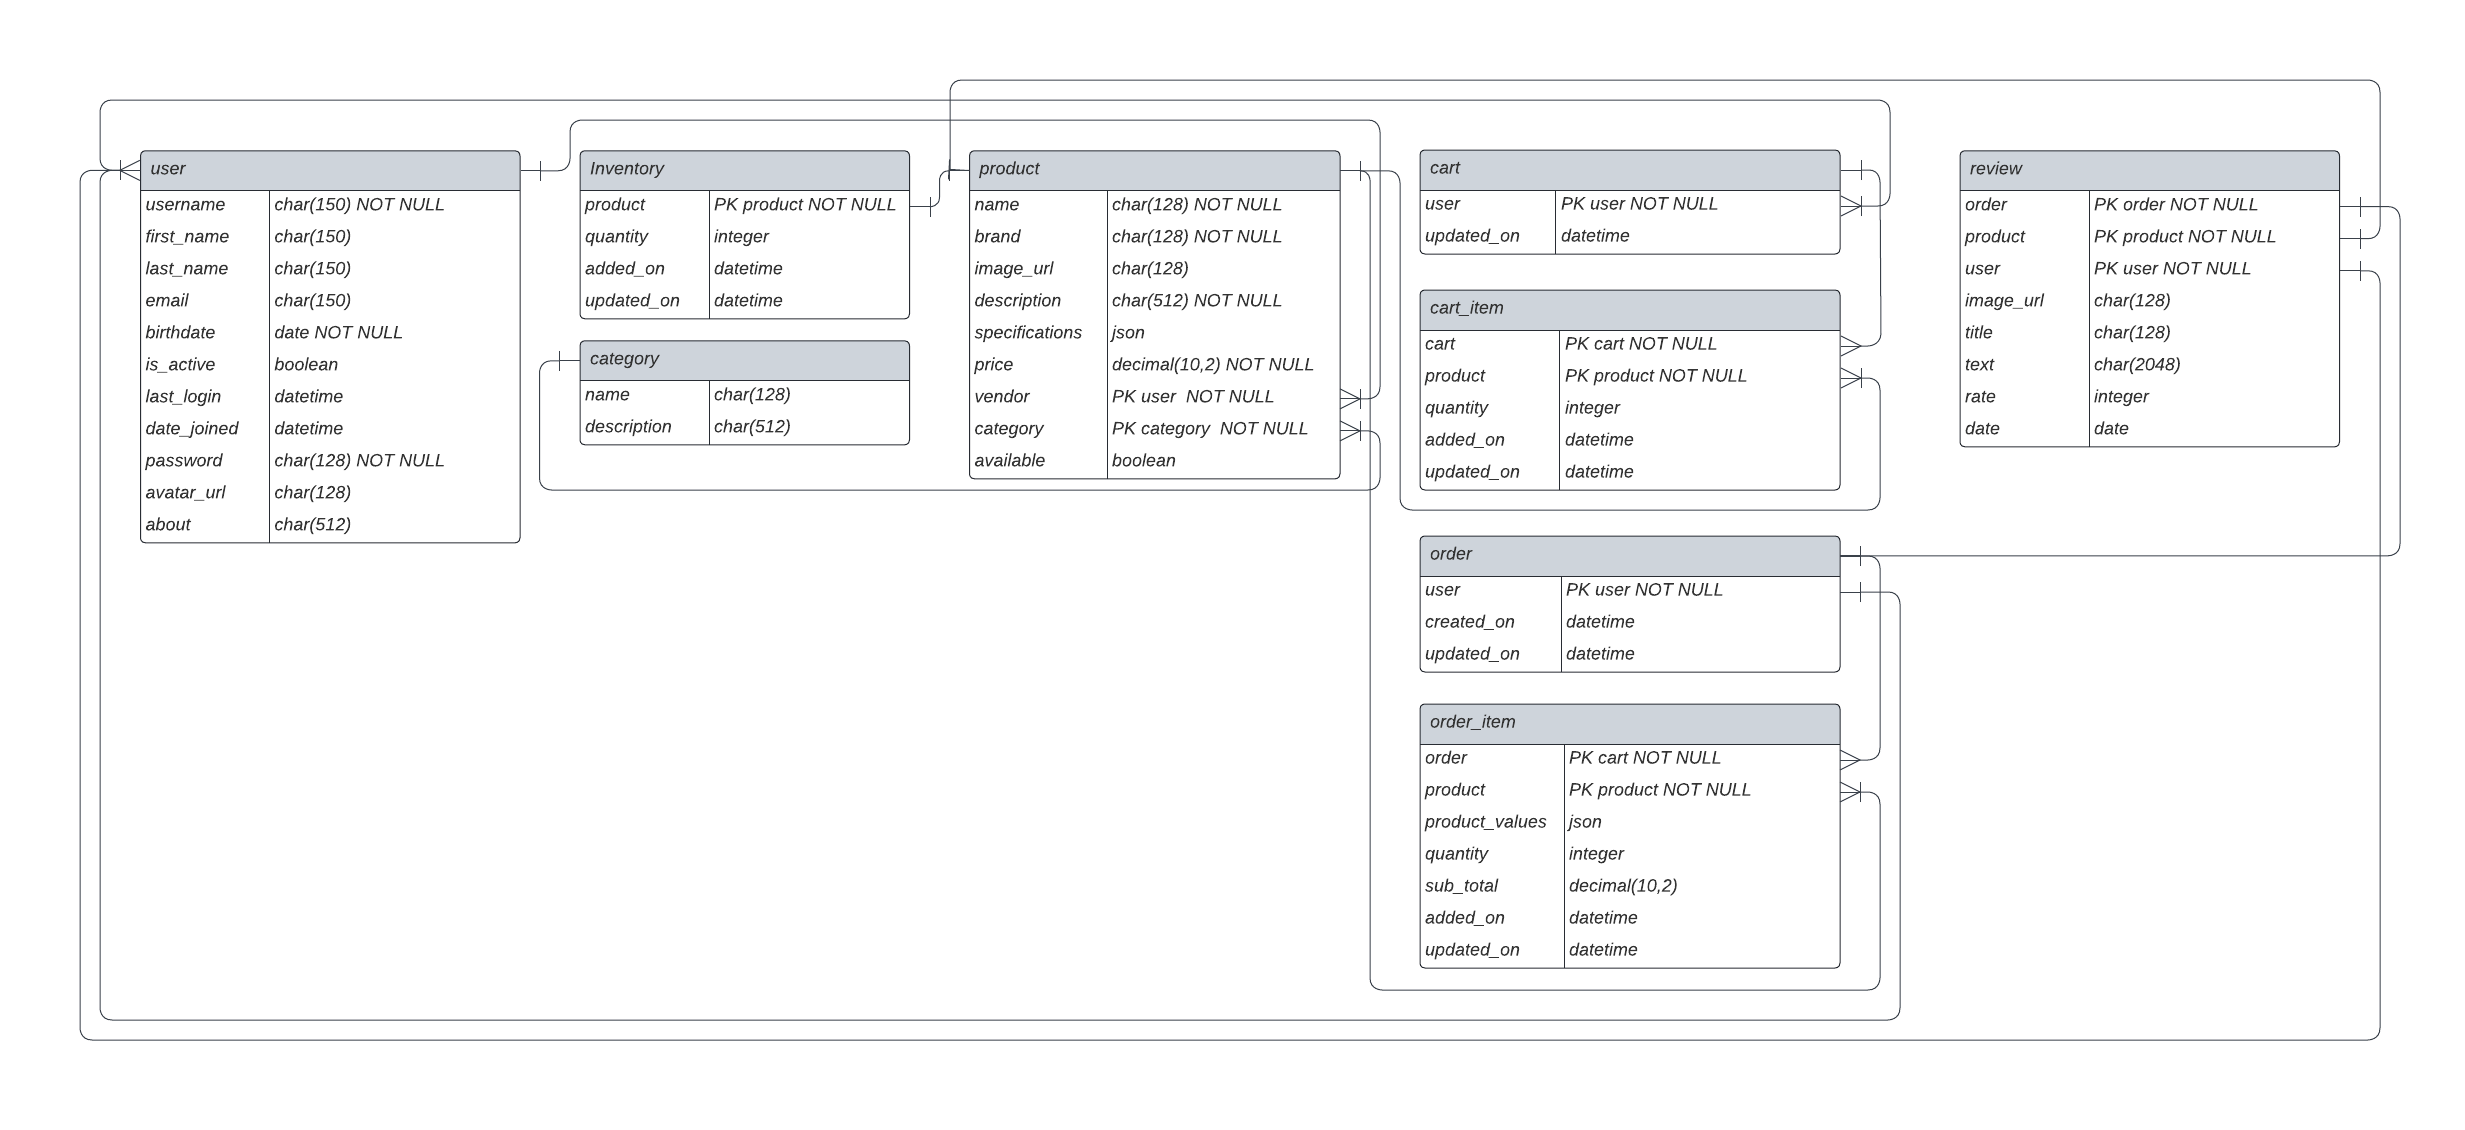 user
username char(150) NOT NULL
first_name char(150)
last_name char(150)
email char(150)
birthdate date NOT NULL
is_active boolean
last_login datetime
date_joined datetime
password char(128) NOT NULL
avatar_url char(128)
about char(512)
Inventory
product PK product NOT NULL
quantity integer
added_on datetime
updated_on datetime
category
name char(128)
description char(512)
product
name char(128) NOT NULL
brand char(128) NOT NULL
image_url char(128)
description char(512) NOT NULL
specifications json
price decimal(10,2) NOT NULL
vendor PK user  NOT NULL
category PK category  NOT NULL
available boolean
cart
user PK user NOT NULL
updated_on datetime
cart_item
cart PK cart NOT NULL
product PK product NOT NULL
quantity integer
added_on datetime
updated_on datetime
order
user PK user NOT NULL
created_on datetime
updated_on datetime
order_item
order PK cart NOT NULL
product PK product NOT NULL
product_values json
quantity integer
sub_total decimal(10,2)
added_on datetime
updated_on datetime
review
order PK order NOT NULL
product PK product NOT NULL
user PK user NOT NULL
image_url char(128)
title char(128)
text char(2048)
rate integer
date date